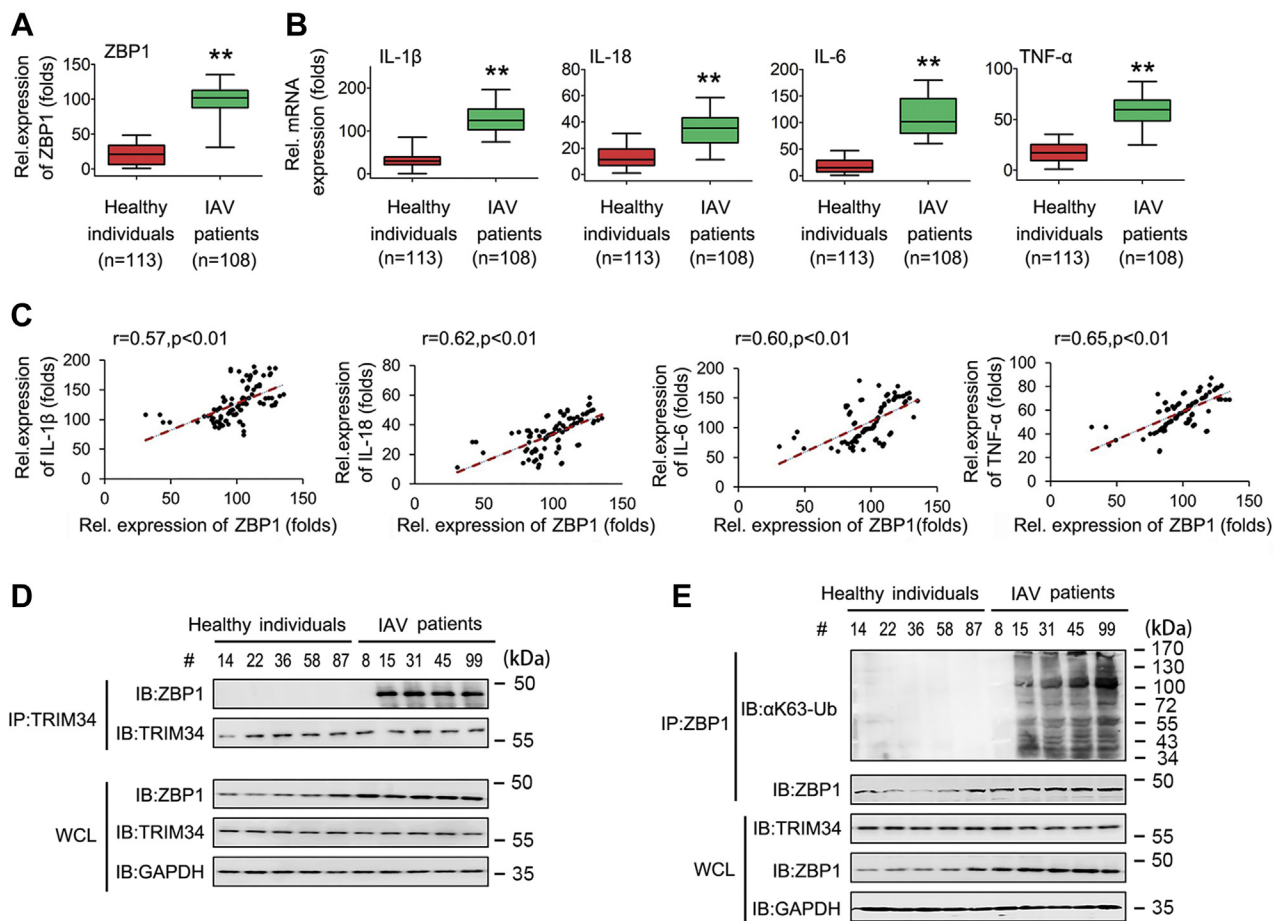 A
ZBP1
**
Rel.expression
of ZBP1 (folds)
150
100
50
0
Healthy
individuals
(n=113)
IAV
patients
(n=108)
B
Rel. mRNA
expression (folds)
IL-1β
**
200
100
0
Healthy
individuals
(n=113)
IAV
patients
(n=108)
IL-18
**
80
60
40
20
0
Healthy
individuals
(n=113)
IAV
patients
(n=108)
IL-6
**
200
150
100
50
0
Healthy
individuals
(n=113)
IAV
patients
(n=108)
TNF-α
**
100
50
0
Healthy
individuals
(n=113)
IAV
patients
(n=108)
C
r=0.57,p<0.01
Rel.expression
of IL-1β (folds)
200
150
100
50
0
0 50 100 150
Rel. expression of ZBP1 (folds)
r=0.62,p<0.01
Rel.expression
of IL-18 (folds)
80
60
40
20
0
0 50 100 150
Rel. expression of ZBP1 (folds)
r=0.60,p<0.01
Rel.expression
of IL-6 (folds)
200
150
100
50
0
0 50 100 150
Rel. expression of ZBP1 (folds)
r=0.65,p<0.01
Rel.expression
of TNF-α (folds)
100
80
60
40
20
0
0 50 100 150
Rel. expression of ZBP1 (folds)
D
Healthy individuals IAV patients
# 14 22 36 58 87 8 15 31 45 99 (kDa)
IP:TRIM34
IB:ZBP1 50
IB:TRIM34 55
WCL
IB:ZBP1 50
IB:TRIM34 55
IB:GAPDH 35
E
Healthy individuals IAV patients
# 14 22 36 58 87 8 15 31 45 99 (kDa)
IP:ZBP1
IB:αK63-Ub
170
130
100
72
55
43
34
IB:ZBP1 50
WCL
IB:TRIM34 55
IB:ZBP1 50
IB:GAPDH 35